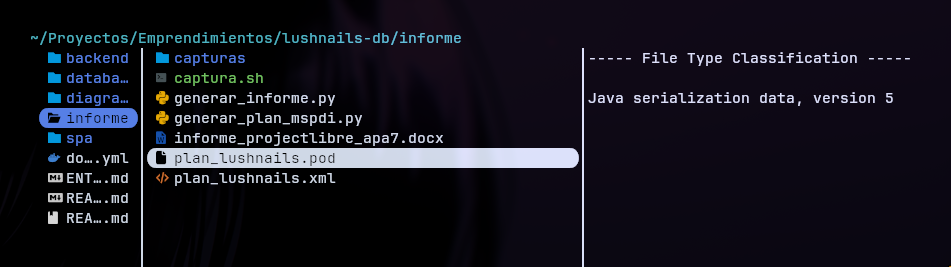 ~/Proyectos/Emprendimientos/lushnails-db/informe
backend
databa…
diagra…
informe
spa
do….yml
ENT….md
REA….md
REA….md
capturas
captura.sh
generar_informe.py
generar_plan_mspdi.py
informe_projectlibre_apa7.docx
plan_lushnails.pod
plan_lushnails.xml
----- File Type Classification -----
Java serialization data, version 5